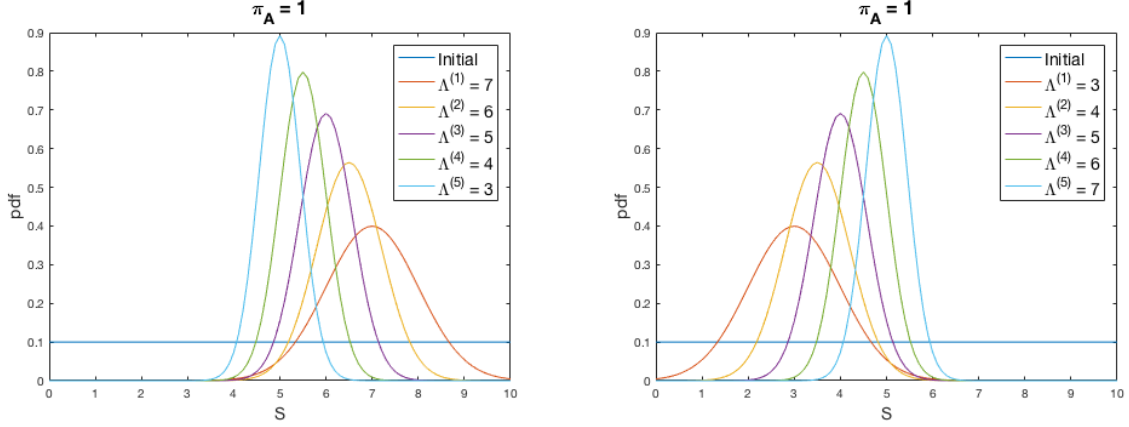 π_A = 1
0.9
0.8
0.7
0.6
0.5
0.4
0.3
0.2
0.1
0
pdf
0 1 2 3 4 5 6 7 8 9 10
S
Initial
Λ^(1) = 7
Λ^(2) = 6
Λ^(3) = 5
Λ^(4) = 4
Λ^(5) = 3
π_A = 1
0.9
0.8
0.7
0.6
0.5
0.4
0.3
0.2
0.1
0
pdf
0 1 2 3 4 5 6 7 8 9 10
S
Initial
Λ^(1) = 3
Λ^(2) = 4
Λ^(3) = 5
Λ^(4) = 6
Λ^(5) = 7